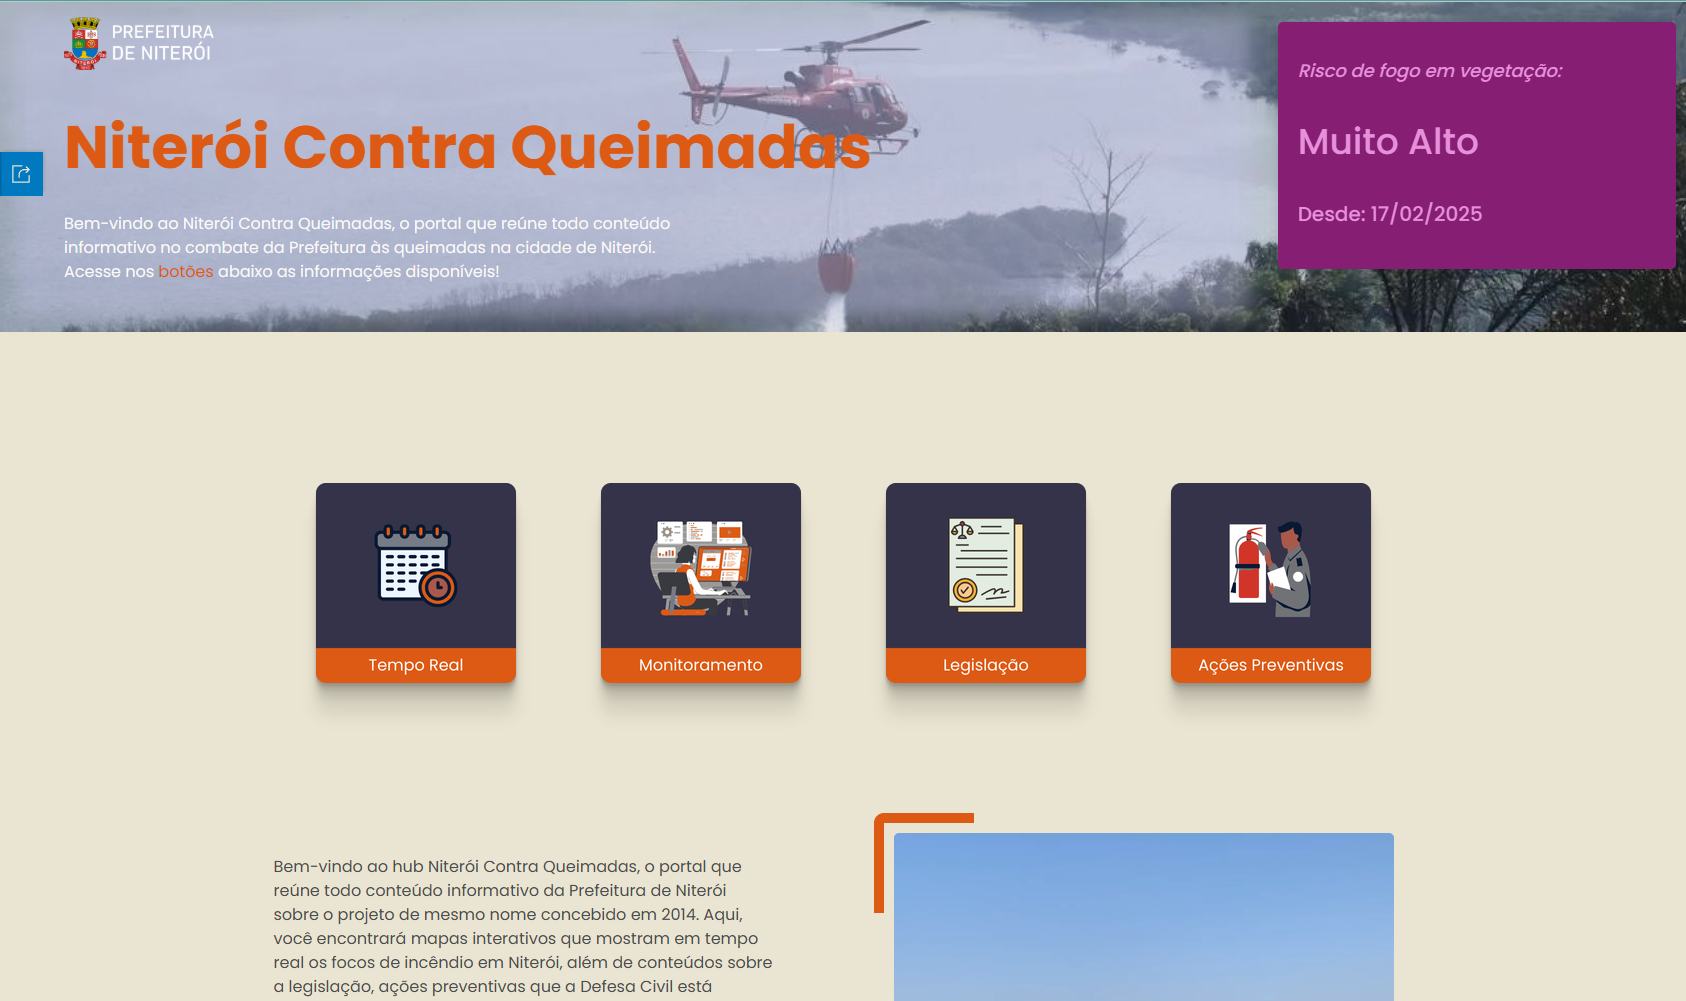 PREFEITURA
DE NITERÓI
Risco de fogo em vegetação:
Muito Alto
Desde: 17/02/2025
Niterói Contra Queimadas
Bem-vindo ao Niterói Contra Queimadas, o portal que reúne todo conteúdo
informativo no combate da Prefeitura às queimadas na cidade de Niterói.
Acesse nos botões abaixo as informações disponíveis!
Tempo Real
Monitoramento
Legislação
Ações Preventivas
Bem-vindo ao hub Niterói Contra Queimadas, o portal que
reúne todo conteúdo informativo da Prefeitura de Niterói
sobre o projeto de mesmo nome concebido em 2014. Aqui,
você encontrará mapas interativos que mostram em tempo
real os focos de incêndio em Niterói, além de conteúdos sobre
a legislação, ações preventivas que a Defesa Civil está